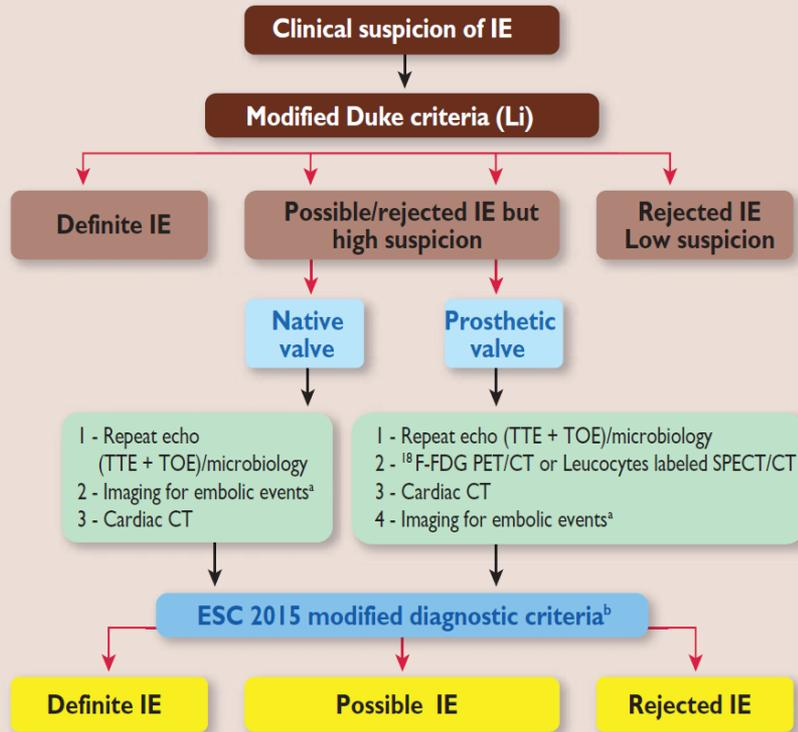 Clinical suspicion of IE
Modified Duke criteria (Li)
Definite IE
Possible/rejected IE but
high suspicion
Rejected IE
Low suspicion
Native
valve
Prosthetic
valve
1 - Repeat echo
(TTE + TOE)/microbiology
2 - Imaging for embolic eventsᵃ
3 - Cardiac CT
1 - Repeat echo (TTE + TOE)/microbiology
2 - ¹⁸F-FDG PET/CT or Leucocytes labeled SPECT/CT
3 - Cardiac CT
4 - Imaging for embolic eventsᵃ
ESC 2015 modified diagnostic criteriaᵇ
Definite IE
Possible IE
Rejected IE